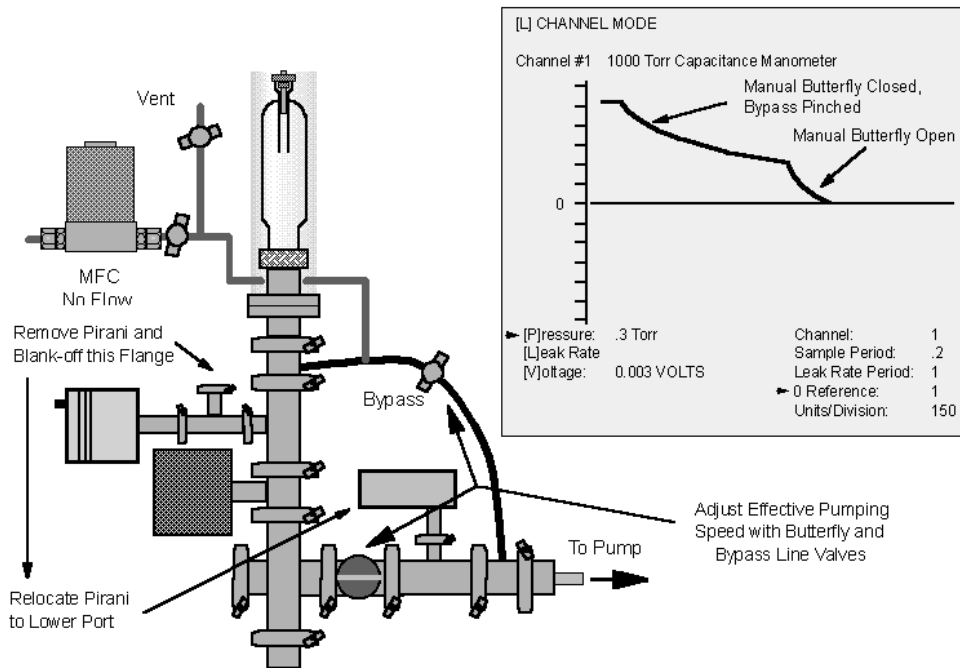 [L] CHANNEL MODE
Channel #1 1000 Torr Capacitance Manometer
Manual Butterfly Closed,
Bypass Pinched
Manual Butterfly Open
0
[P]ressure: .3 Torr
[L]eak Rate
[V]oltage: 0.003 VOLTS
Channel: 1
Sample Period: .2
Leak Rate Period: 1
0 Reference: 1
Units/Division: 150
Vent
MFC
No Flow
Remove Pirani and
Blank-off this Flange
Bypass
Adjust Effective Pumping
Speed with Butterfly and
Bypass Line Valves
To Pump
Relocate Pirani
to Lower Port